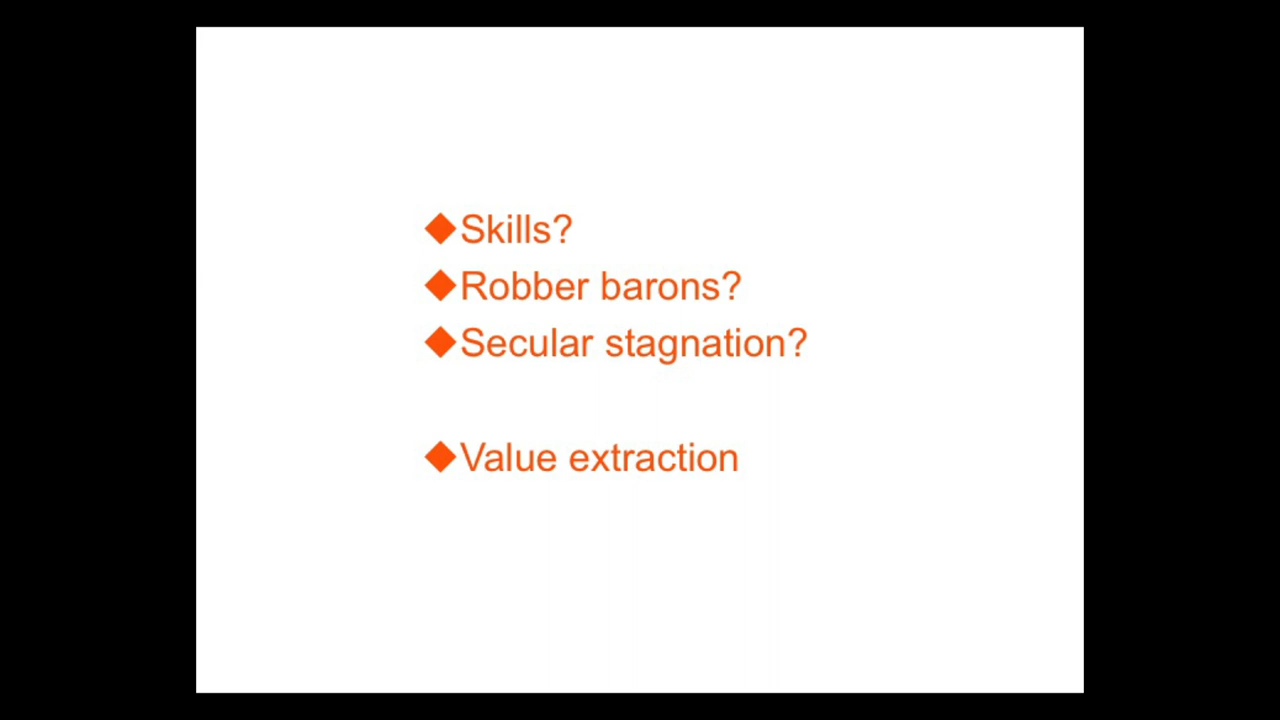 ◆Skills?
◆Robber barons?
◆Secular stagnation?
◆Value extraction